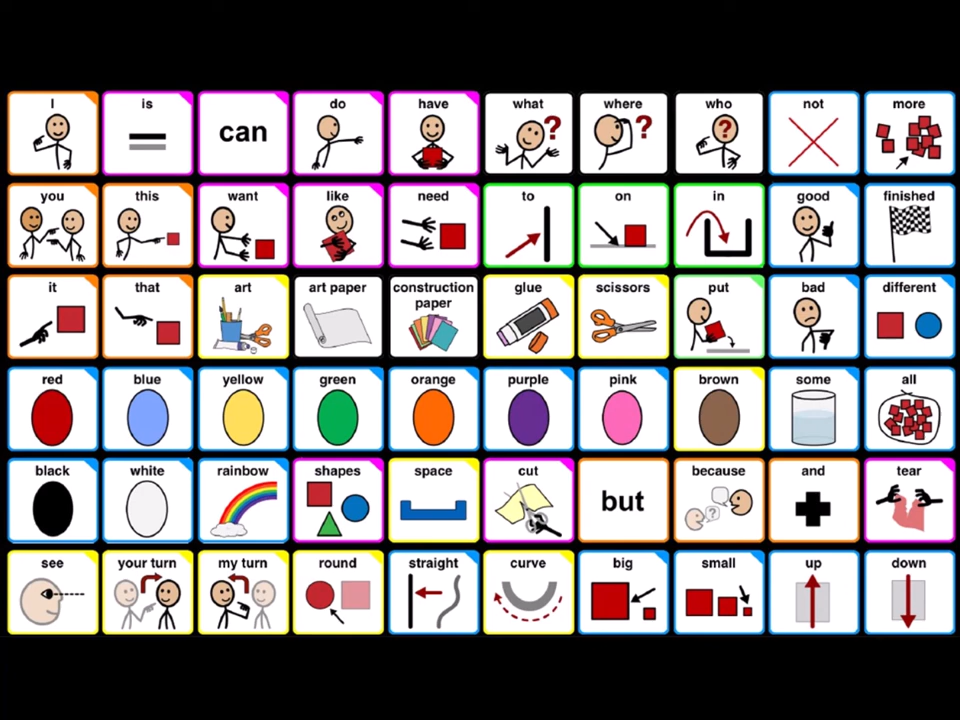 I is can do have what where who not more
you this want like need to on in good finished
it that art art paper construction glue scissors put bad different
paper
red blue yellow green orange purple pink brown some all
black white rainbow shapes space cut but because and tear
see your turn my turn round straight curve big small up down